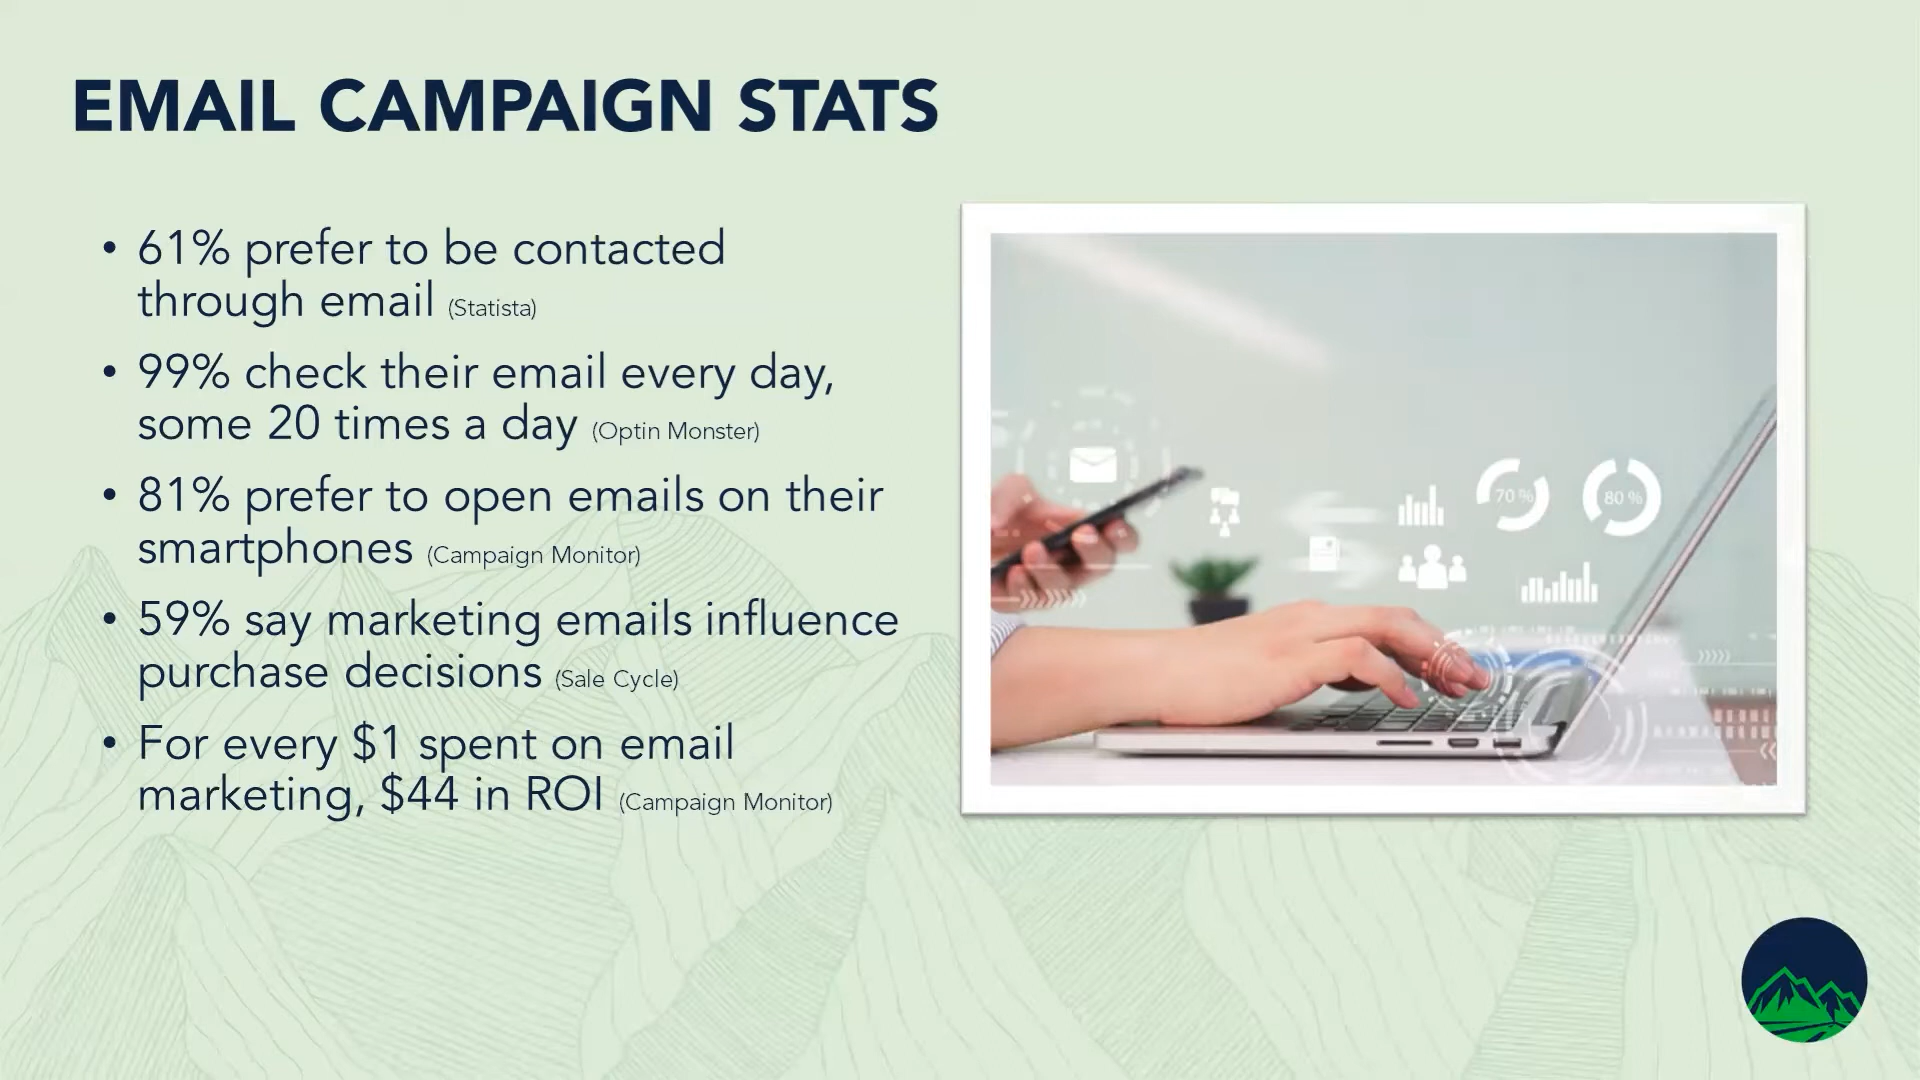 EMAIL CAMPAIGN STATS
• 61% prefer to be contacted
through email (Statista)
• 99% check their email every day,
some 20 times a day (Optin Monster)
• 81% prefer to open emails on their
smartphones (Campaign Monitor)
• 59% say marketing emails influence
purchase decisions (Sale Cycle)
• For every $1 spent on email
marketing, $44 in ROI (Campaign Monitor)
70 %
80 %